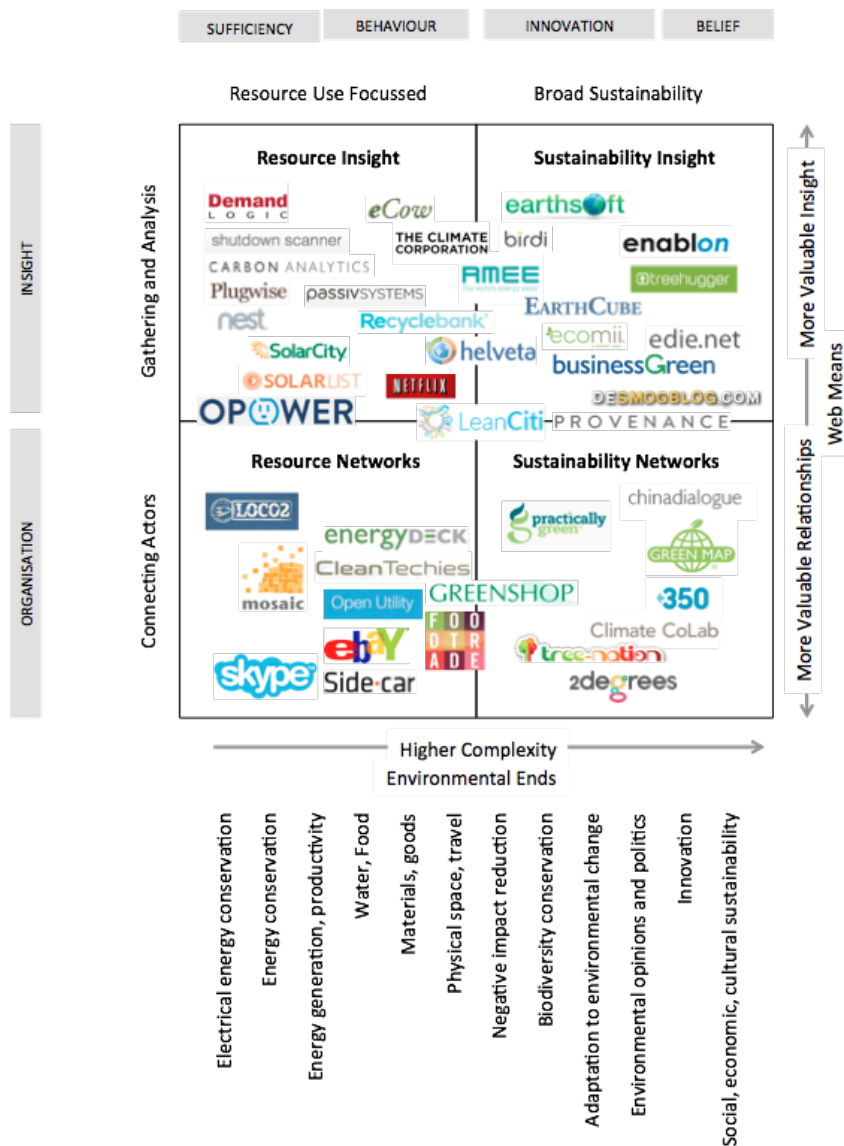 SUFFICIENCY
BEHAVIOUR
INNOVATION
BELIEF
Resource Use Focussed
Broad Sustainability
INSIGHT
Gathering and Analysis
Resource Insight
Demand
LOGIC
eCow
shutdown scanner
THE CLIMATE
CORPORATION
CARBON ANALYTICS
Plugwise
PASSIVSYSTEMS
nest
Recyclebank
SolarCity
helveta
SOLARLIST
NETFLIX
OPOWER
LeanCiti
Sustainability Insight
earthsoft
birdi
enablon
AMEE
treehugger
EARTHCUBE
ecomii
edie.net
businessGreen
DESMOGBLOG.COM
PROVENANCE
More Valuable Insight
Web Means
More Valuable Relationships
ORGANISATION
Connecting Actors
Resource Networks
LOCO2
energyDECK
CleanTechies
mosaic
Open Utility
GREENSHOP
ebaY
FOO
DTR
ADE
skype
Side.car
Sustainability Networks
chinadialogue
practically
green
GREEN MAP
350
Climate CoLab
tree-nation
2degrees
Higher Complexity
Environmental Ends
Electrical energy conservation
Energy conservation
Energy generation, productivity
Water, Food
Materials, goods
Physical space, travel
Negative impact reduction
Biodiversity conservation
Adaptation to environmental change
Environmental opinions and politics
Innovation
Social, economic, cultural sustainability